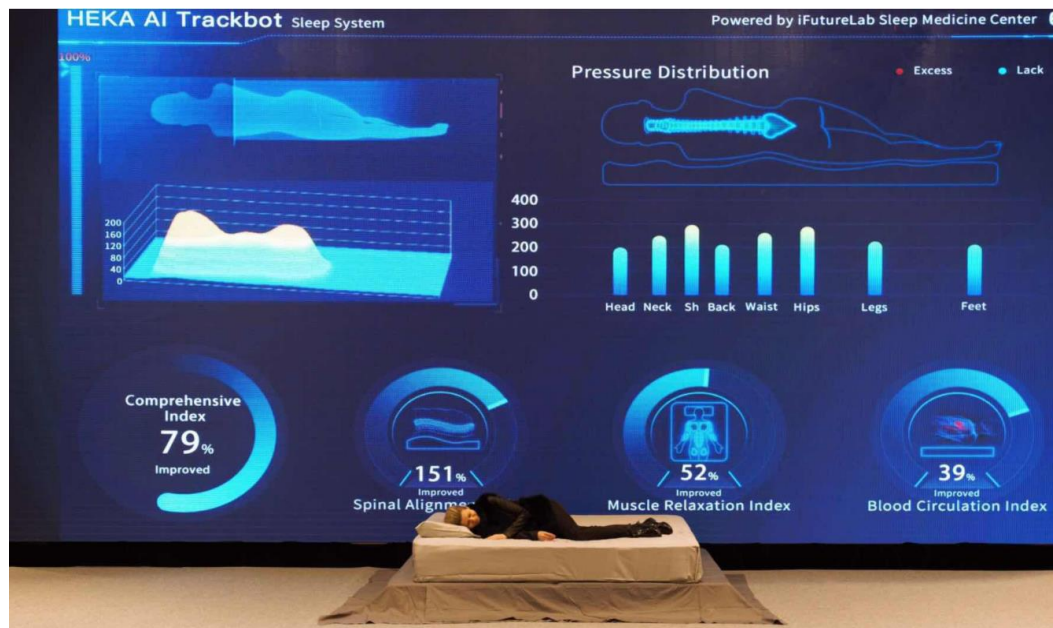 HEKA AI Trackbot Sleep System
Powered by iFutureLab Sleep Medicine Center
100%
Pressure Distribution
Excess
Lack
200
160
120
80
40
0
400
300
200
100
0
Head Neck Sh Back Waist Hips Legs Feet
Comprehensive
Index
79%
Improved
151%
Improved
Spinal Alignme
52%
Improved
Muscle Relaxation Index
39%
Improved
Blood Circulation Index